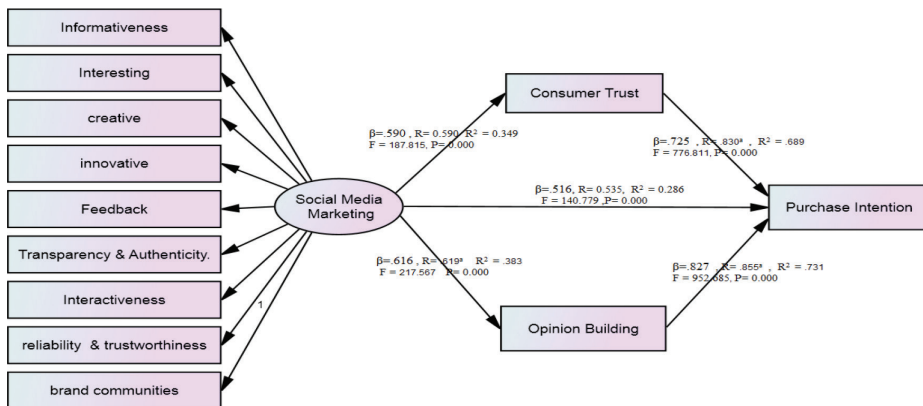 Informativeness
Interesting
creative
innovative
Feedback
Transparency & Authenticity.
Interactiveness
reliability & trustworthiness
brand communities
1
Social Media
Marketing
β=.590 , R= 0.590 R² = 0.349
F = 187.815, P= 0.000
Consumer Trust
β=.725 , R= .830ª , R² = .689
F = 776.811, P= 0.000
β=.516, R= 0.535, R² = 0.286
F = 140.779 ,P= 0.000
Purchase Intention
β=.616 , R= .619ª R² = .383
F = 217.567 P= 0.000
β=.827 , R= .855ª , R² = .731
F = 952.685, P= 0.000
Opinion Building